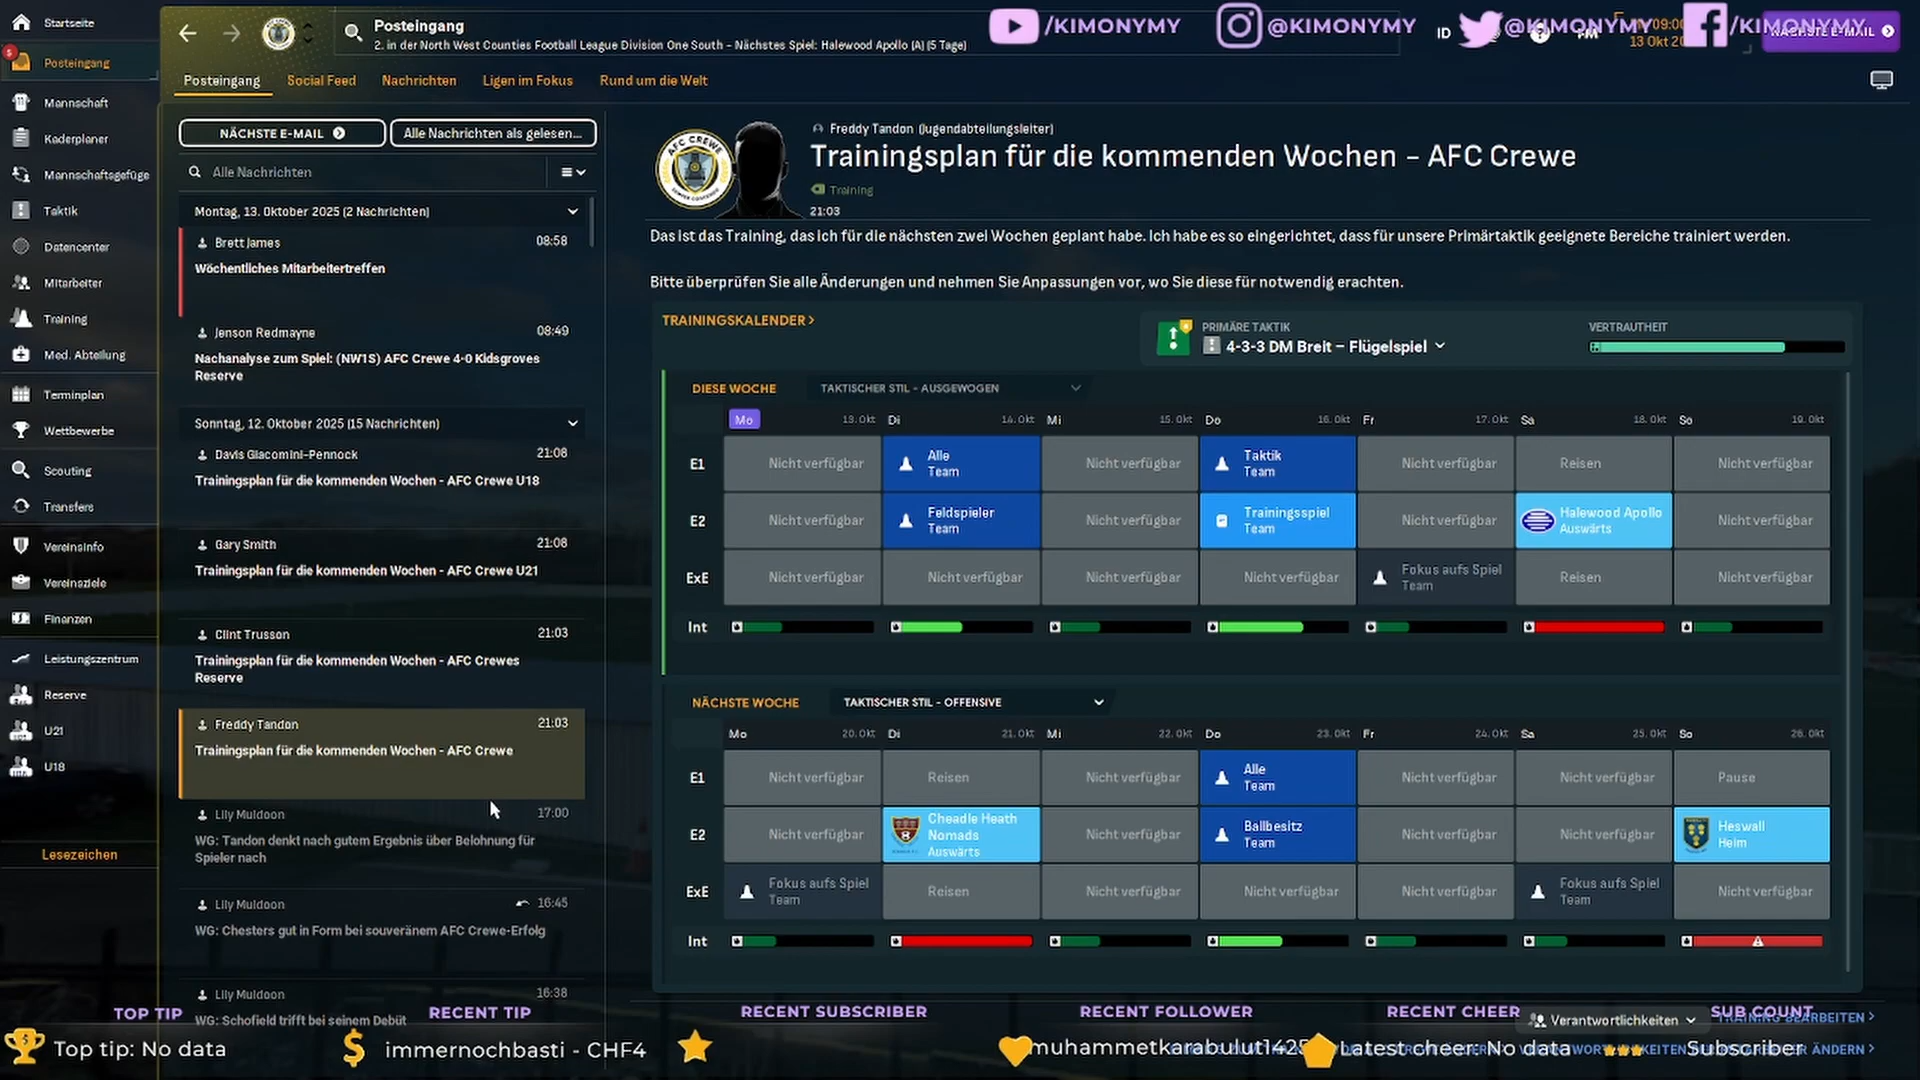 Startseite
Posteingang
Mannschaft
Kaderplaner
Mannschaftsgefüge
Taktik
Datencenter
Mitarbeiter
Training
Med. Abteilung
Terminplan
Wettbewerbe
Scouting
Transfers
Vereinsinfo
Vereinsziele
Finanzen
Leistungszentrum
Reserve
U21
U18
Lesezeichen
Posteingang
2. in der North West Counties Football League Division One South - Nächstes Spiel: Halewood Apollo (A) (5 Tage)
/KIMONYMY
@KIMONYMY
ID
@KIMONYMY
/KIMONYMY
13 Okt
Posteingang
Social Feed
Nachrichten
Ligen im Fokus
Rund um die Welt
NÄCHSTE E-MAIL
Alle Nachrichten als gelesen...
Alle Nachrichten
Montag, 13. Oktober 2025 (2 Nachrichten)
Brett James 08:58
Wöchentliches Mitarbeitertreffen
Jenson Redmayne 08:49
Nachanalyse zum Spiel: (NW1S) AFC Crewe 4-0 Kidsgroves
Reserve
Sonntag, 12. Oktober 2025 (15 Nachrichten)
Davis Giacomini-Pennock 21:08
Trainingsplan für die kommenden Wochen - AFC Crewe U18
Gary Smith 21:08
Trainingsplan für die kommenden Wochen - AFC Crewe U21
Clint Trusson 21:03
Trainingsplan für die kommenden Wochen - AFC Crewes
Reserve
Freddy Tandon 21:03
Trainingsplan für die kommenden Wochen - AFC Crewe
Lily Muldoon 17:00
WG: Tandon denkt nach gutem Ergebnis über Belohnung für
Spieler nach
Lily Muldoon 16:45
WG: Chesters gut in Form bei souveränem AFC Crewe-Erfolg
Lily Muldoon 16:38
WG: Schofield trifft bei seinem Debüt
Freddy Tandon (Jugendabteilungsleiter)
Trainingsplan für die kommenden Wochen - AFC Crewe
Training
21:03
Das ist das Training, das ich für die nächsten zwei Wochen geplant habe. Ich habe es so eingerichtet, dass für unsere Primärtaktik geeignete Bereiche trainiert werden.
Bitte überprüfen Sie alle Änderungen und nehmen Sie Anpassungen vor, wo Sie diese für notwendig erachten.
TRAININGSKALENDER >
PRIMÄRE TAKTIK
4-3-3 DM Breit – Flügelspiel
VERTRAUTHEIT
DIESE WOCHE
TAKTISCHER STIL - AUSGEWOGEN
Mo 13. Okt Di 14. Okt Mi 15. Okt Do 16. Okt Fr 17. Okt Sa 18. Okt So 19. Okt
E1 Nicht verfügbar Alle Team Nicht verfügbar Taktik Team Nicht verfügbar Reisen Nicht verfügbar
E2 Nicht verfügbar Feldspieler Team Nicht verfügbar Trainingsspiel Team Nicht verfügbar Halewood Apollo Auswärts Nicht verfügbar
ExE Nicht verfügbar Nicht verfügbar Nicht verfügbar Nicht verfügbar Fokus aufs Spiel Team Reisen Nicht verfügbar
Int
NÄCHSTE WOCHE
TAKTISCHER STIL - OFFENSIVE
Mo 20. Okt Di 21. Okt Mi 22. Okt Do 23. Okt Fr 24. Okt Sa 25. Okt So 26. Okt
E1 Nicht verfügbar Reisen Nicht verfügbar Alle Team Nicht verfügbar Nicht verfügbar Pause
E2 Nicht verfügbar Cheadle Heath Nomads Auswärts Nicht verfügbar Ballbesitz Team Nicht verfügbar Nicht verfügbar Heswall Heim
ExE Fokus aufs Spiel Team Reisen Nicht verfügbar Nicht verfügbar Nicht verfügbar Fokus aufs Spiel Team Nicht verfügbar
Int
Verantwortlichkeiten
BEARBEITEN >
ÄNDERN >
TOP TIP
RECENT TIP
RECENT SUBSCRIBER
RECENT FOLLOWER
RECENT CHEER
SUB COUNT
Top tip: No data
immernochbasti - CHF4
muhammetkarabulut1425
Latest cheer: No data
Subscriber